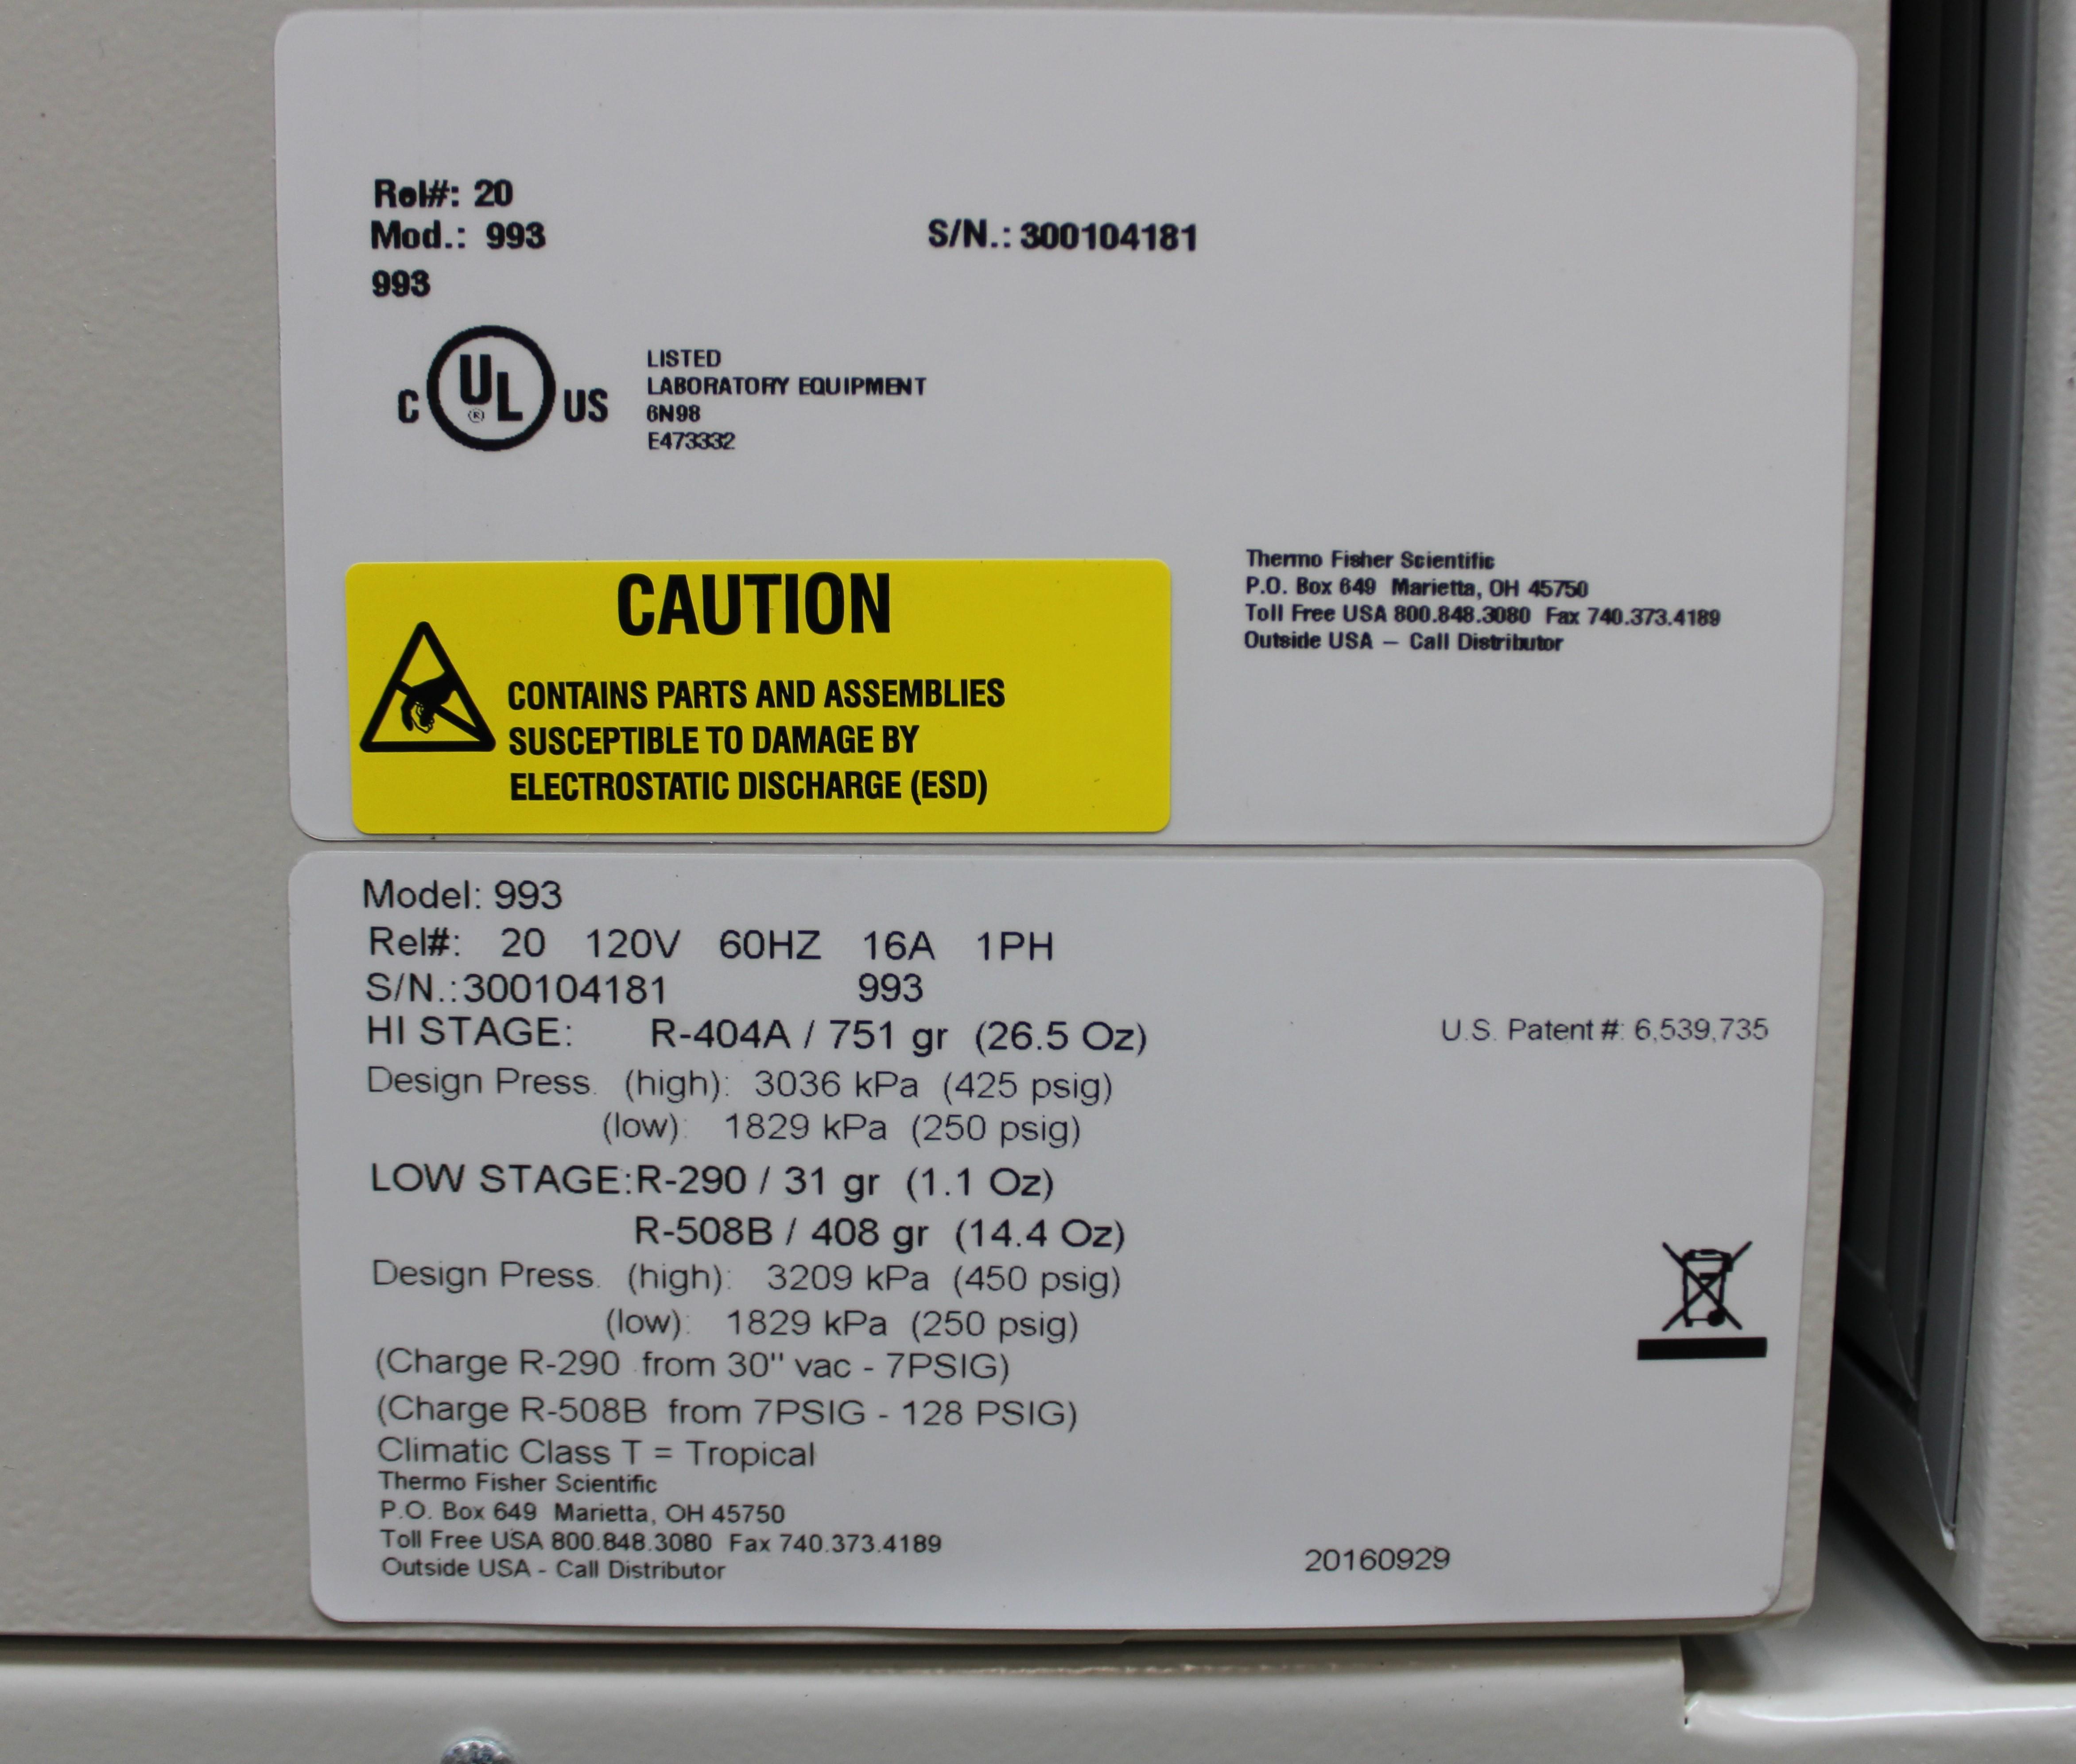 Rel#: 20
Mod.: 993 S/N.: 300104181
993
C UL ® US
LISTED
LABORATORY EQUIPMENT
6N98
E473332
CAUTION
CONTAINS PARTS AND ASSEMBLIES
SUSCEPTIBLE TO DAMAGE BY
ELECTROSTATIC DISCHARGE (ESD)
Thermo Fisher Scientific
P.O. Box 649 Marietta, OH 45750
Toll Free USA 800.848.3080 Fax 740.373.4189
Outside USA – Call Distributor
Model: 993
Rel#: 20 120V 60HZ 16A 1PH
S/N.:300104181 993
HI STAGE: R-404A / 751 gr (26.5 Oz)
U.S. Patent #: 6,539,735
Design Press. (high): 3036 kPa (425 psig)
(low): 1829 kPa (250 psig)
LOW STAGE:R-290 / 31 gr (1.1 Oz)
R-508B / 408 gr (14.4 Oz)
Design Press. (high): 3209 kPa (450 psig)
(low): 1829 kPa (250 psig)
(Charge R-290 from 30" vac - 7PSIG)
(Charge R-508B from 7PSIG - 128 PSIG)
Climatic Class T = Tropical
Thermo Fisher Scientific
P.O. Box 649 Marietta, OH 45750
Toll Free USA 800.848.3080 Fax 740.373.4189
Outside USA - Call Distributor
20160929